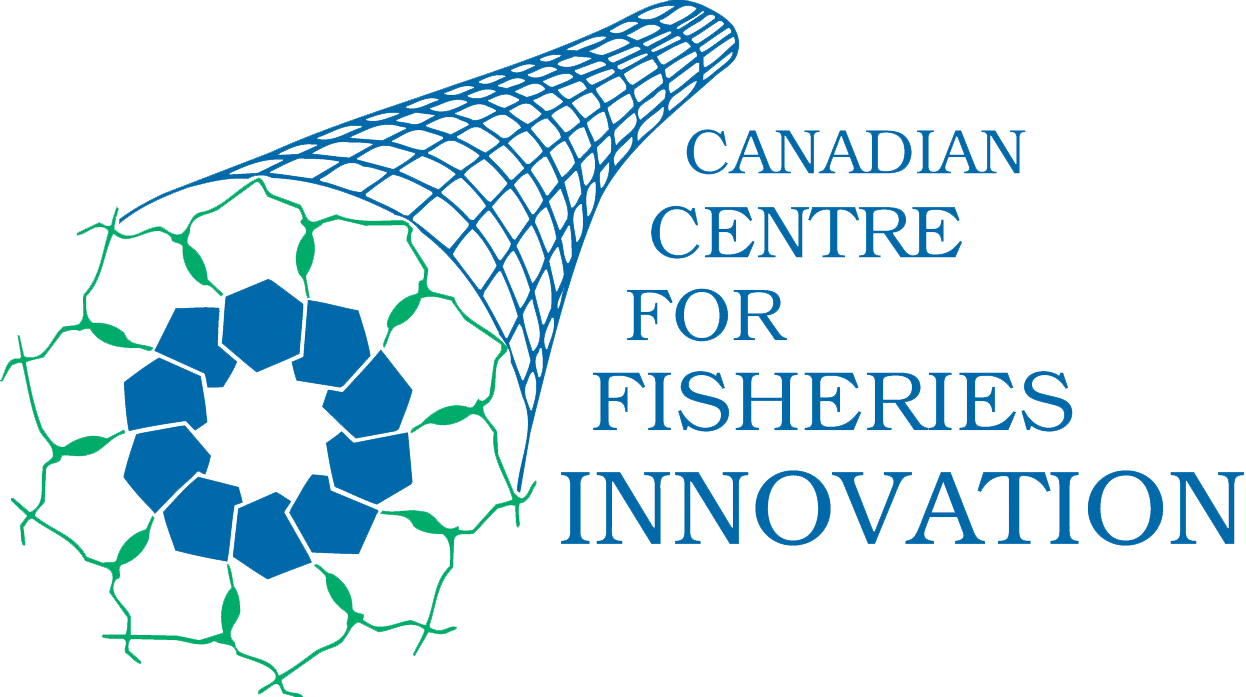 CANADIAN
CENTRE
FOR
FISHERIES
INNOVATION